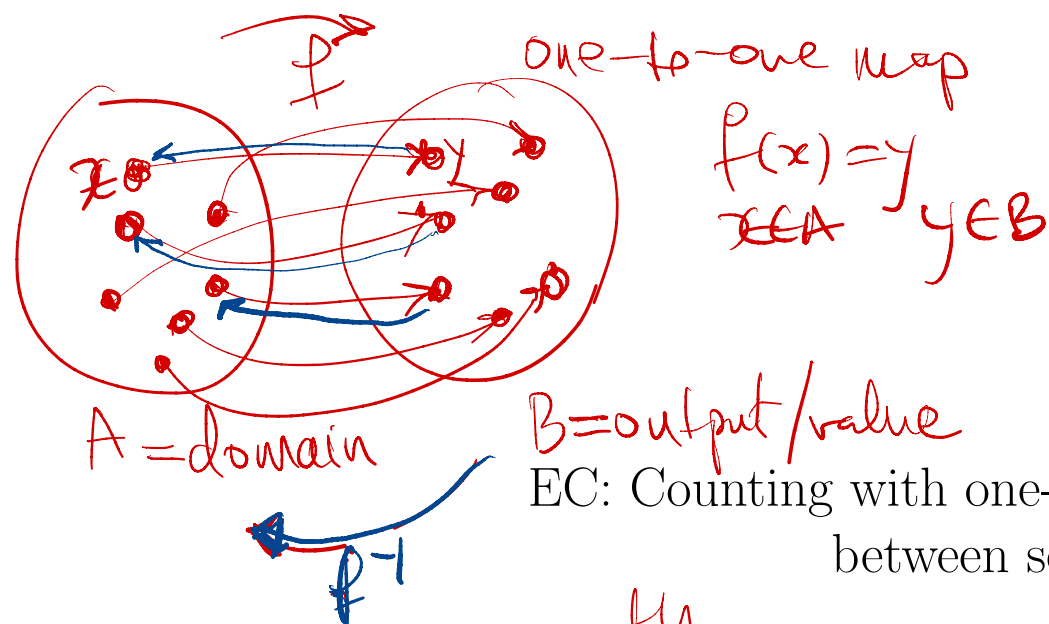 f
one-to-one map
x
y
f(x) = y
x∈A y∈B
A = domain
B = output/value
EC: Counting with one-
between s
f⁻¹